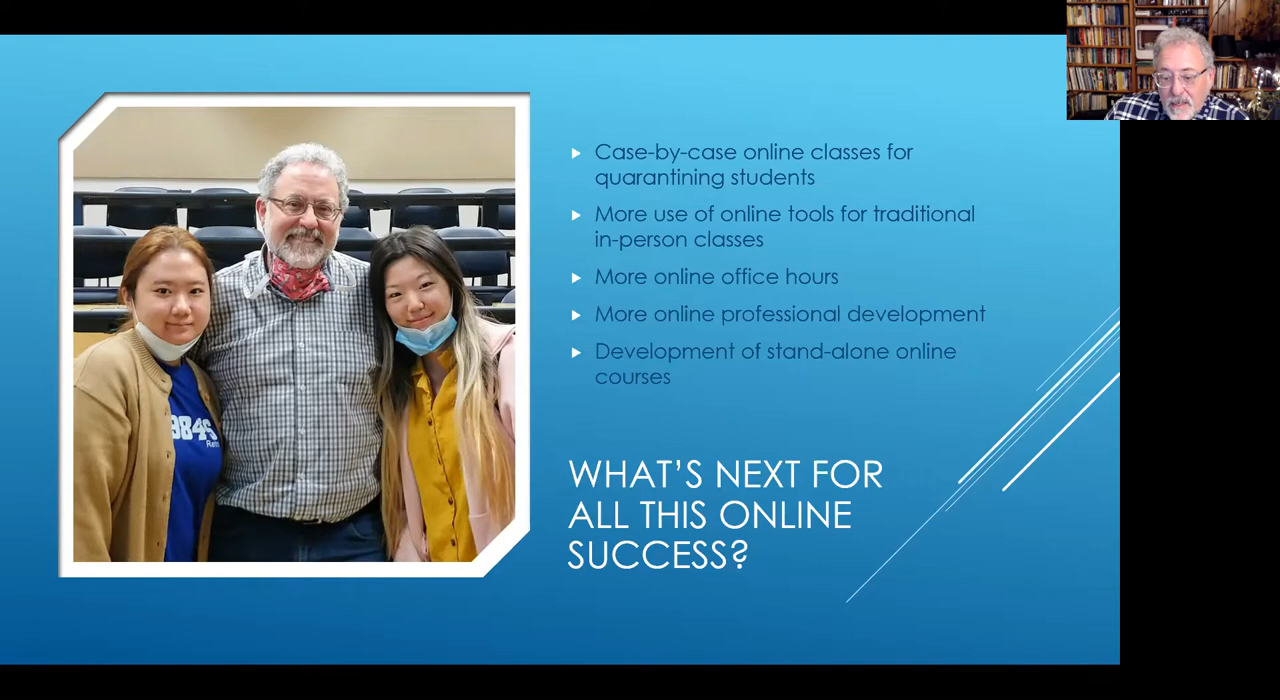 Case-by-case online classes for
quarantining students
More use of online tools for traditional
in-person classes
More online office hours
More online professional development
Development of stand-alone online
courses
WHAT'S NEXT FOR
ALL THIS ONLINE
SUCCESS?
984S